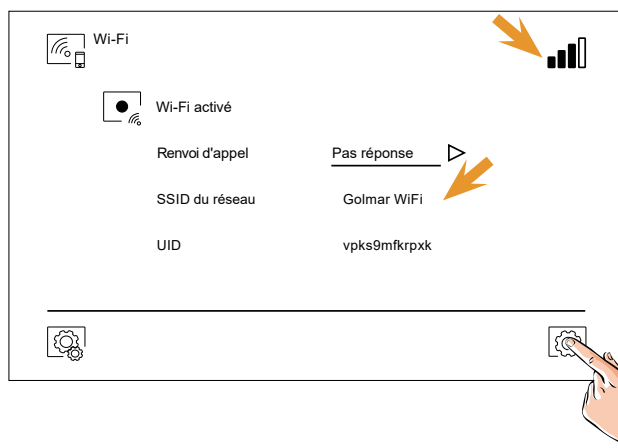 Wi-Fi
Wi-Fi activé
Renvoi d'appel Pas réponse
SSID du réseau Golmar WiFi
UID vpks9mfkrpxk